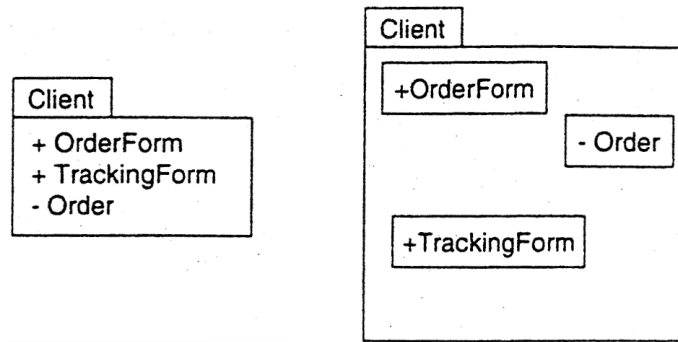 Client
+ OrderForm
+ TrackingForm
- Order
Client
+OrderForm
- Order
+TrackingForm